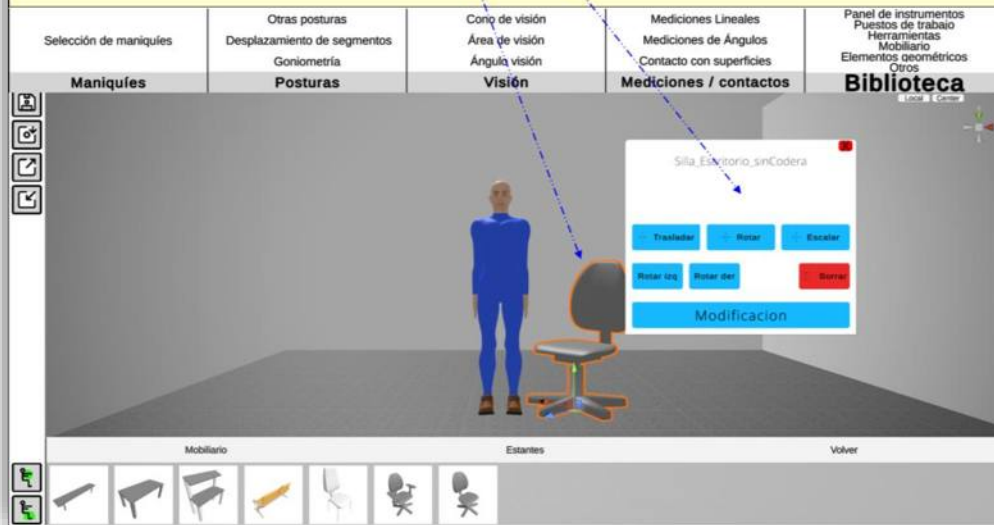 Selección de maniquíes
Maniquíes
Otras posturas
Desplazamiento de segmentos
Goniometría
Posturas
Cono de visión
Área de visión
Ángulo visión
Visión
Mediciones Lineales
Mediciones de Ángulos
Contacto con superficies
Mediciones / contactos
Panel de instrumentos
Puestos de trabajo
Herramientas
Mobiliario
Elementos geométricos
Otros
Biblioteca
Local Center
X
Silla_Escritorio_sinCodera
Trasladar Rotar Escalar
Rotar izq Rotar der Borrar
Modificacion
Mobiliario Estantes Volver